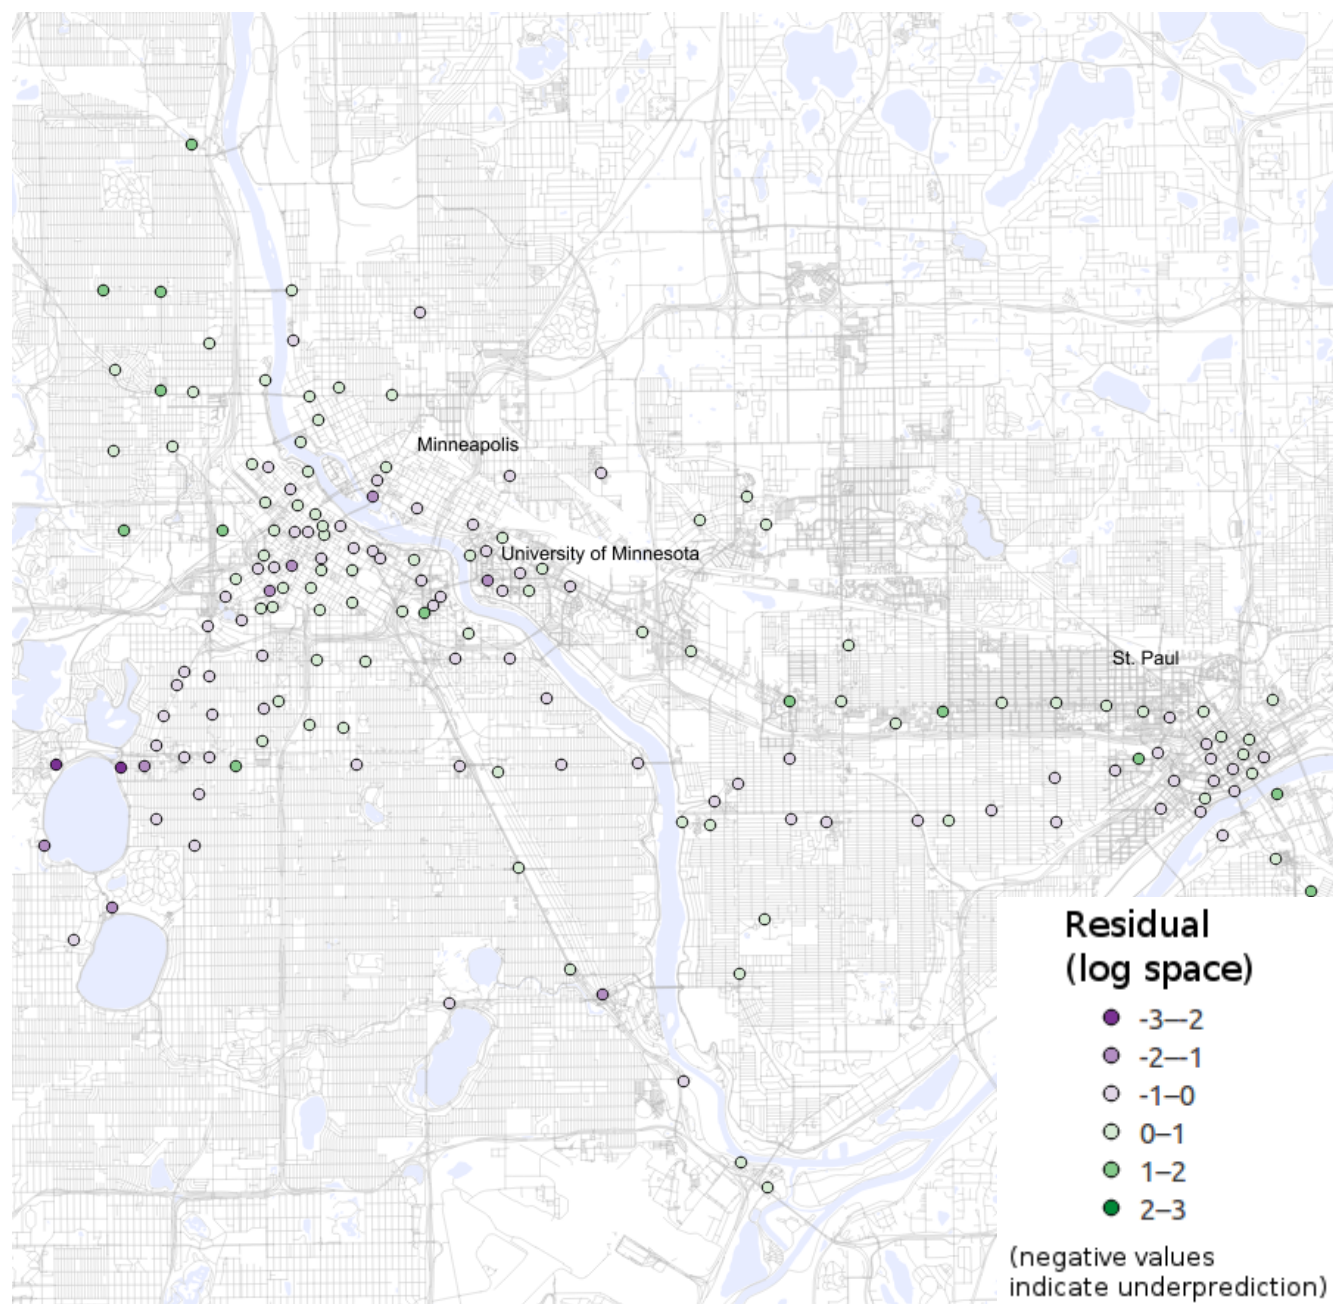 Minneapolis
University of Minnesota
St. Paul
Residual
(log space)
-3–-2
-2–-1
-1–0
0–1
1–2
2–3
(negative values
indicate underprediction)